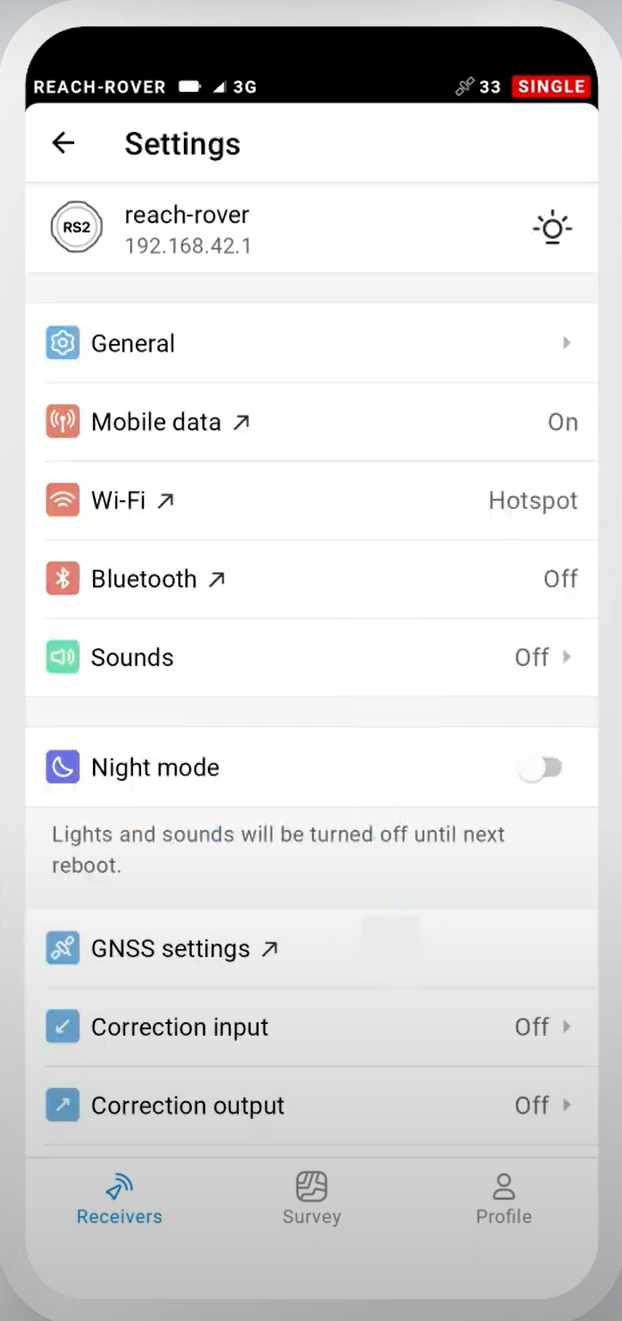 REACH-ROVER 3G 33 SINGLE
Settings
RS2
reach-rover
192.168.42.1
General
Mobile data On
Wi-Fi Hotspot
Bluetooth Off
Sounds Off
Night mode
Lights and sounds will be turned off until next
reboot.
GNSS settings
Correction input Off
Correction output Off
Receivers Survey Profile